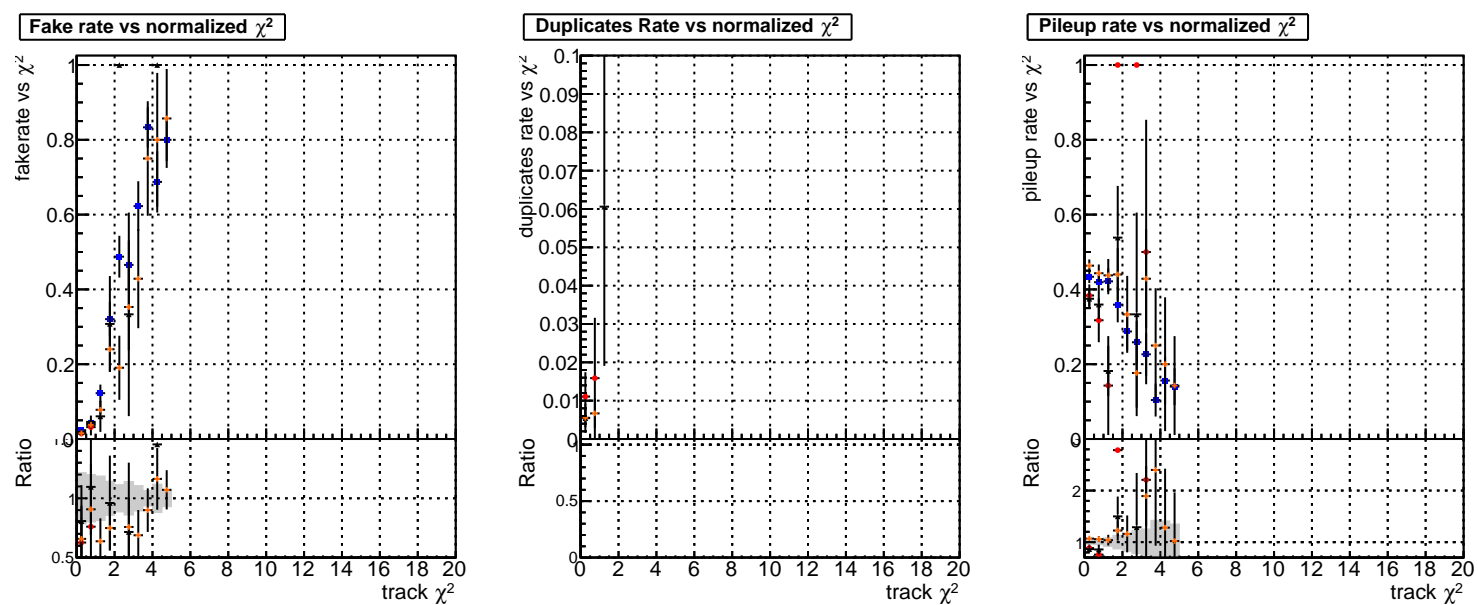 Fake rate vs normalized χ²
fakerate vs χ²
1
0.8
0.6
0.4
0.2
0
Ratio
1
0.5
0 2 4 6 8 10 12 14 16 18 20
track χ²
Duplicates Rate vs normalized χ²
duplicates rate vs χ²
0.1
0.09
0.08
0.07
0.06
0.05
0.04
0.03
0.02
0.01
0
Ratio
1
0.5
0
0 2 4 6 8 10 12 14 16 18 20
track χ²
Pileup rate vs normalized χ²
pileup rate vs χ²
1
0.8
0.6
0.4
0.2
0
Ratio
2
1
0 2 4 6 8 10 12 14 16 18 20
track χ²